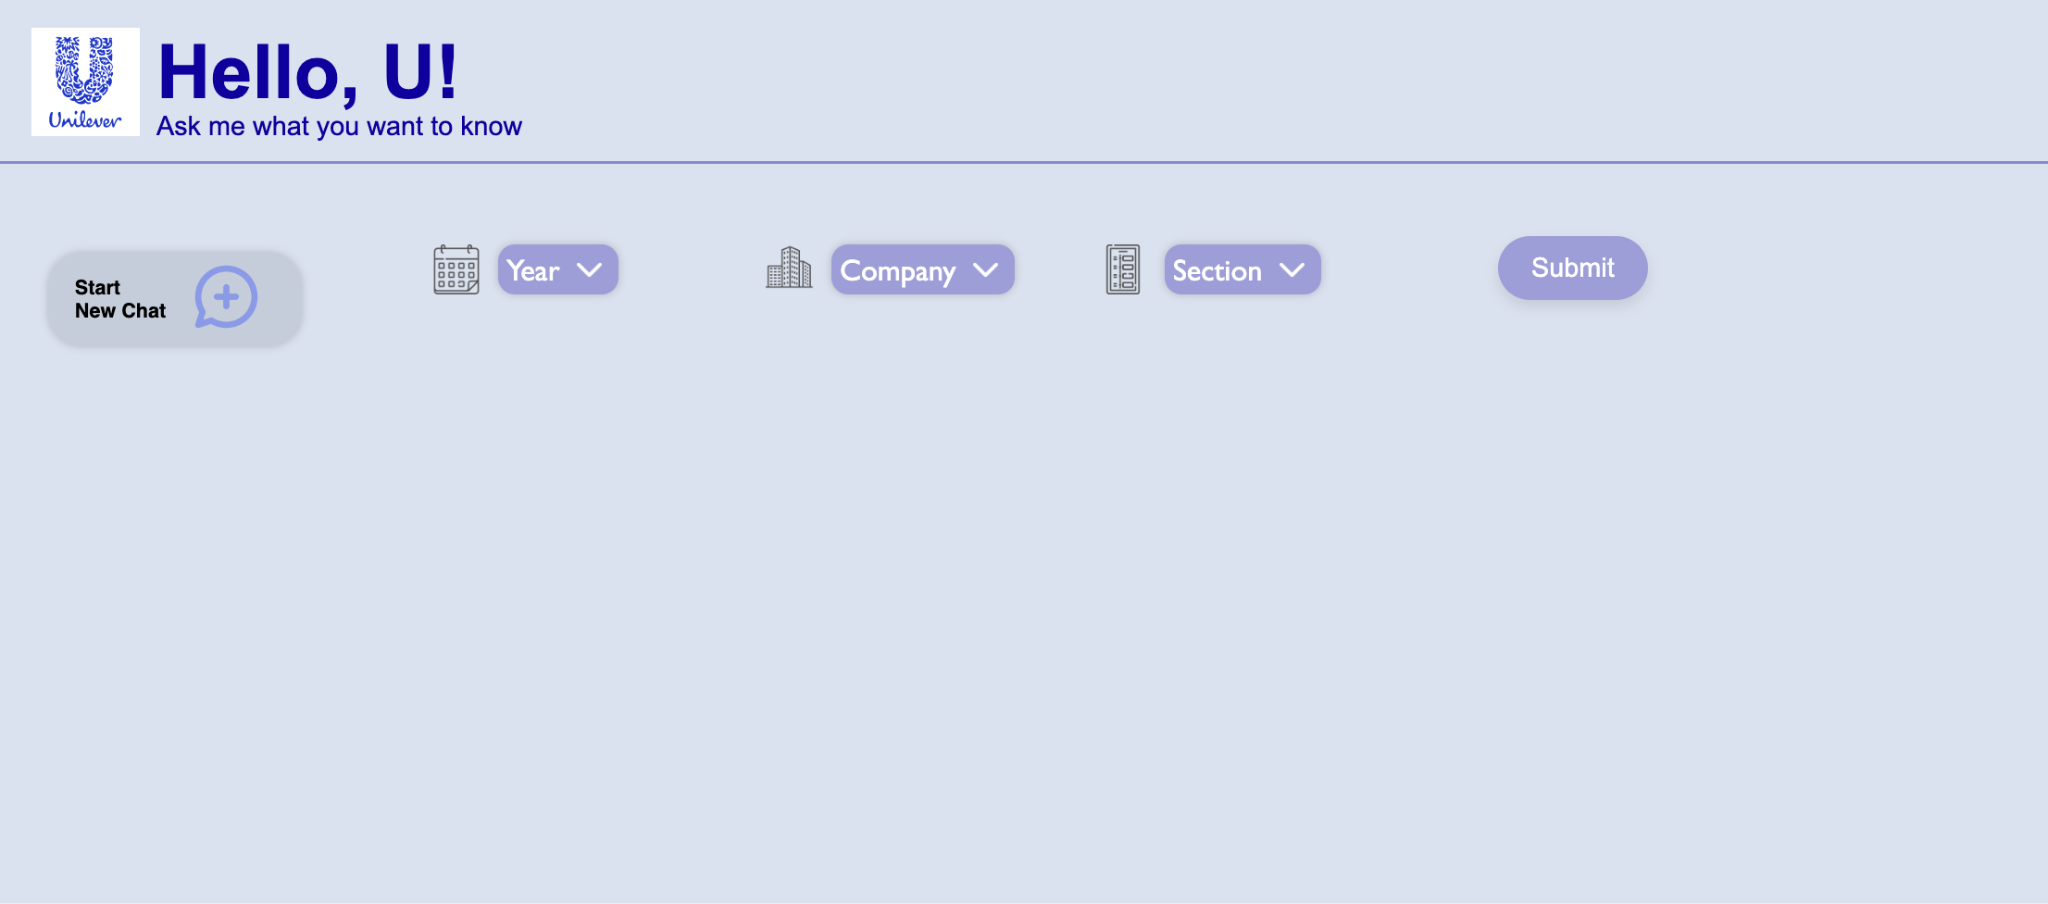 Unilever
Hello, U!
Ask me what you want to know
Start
New Chat
Year
Company
Section
Submit